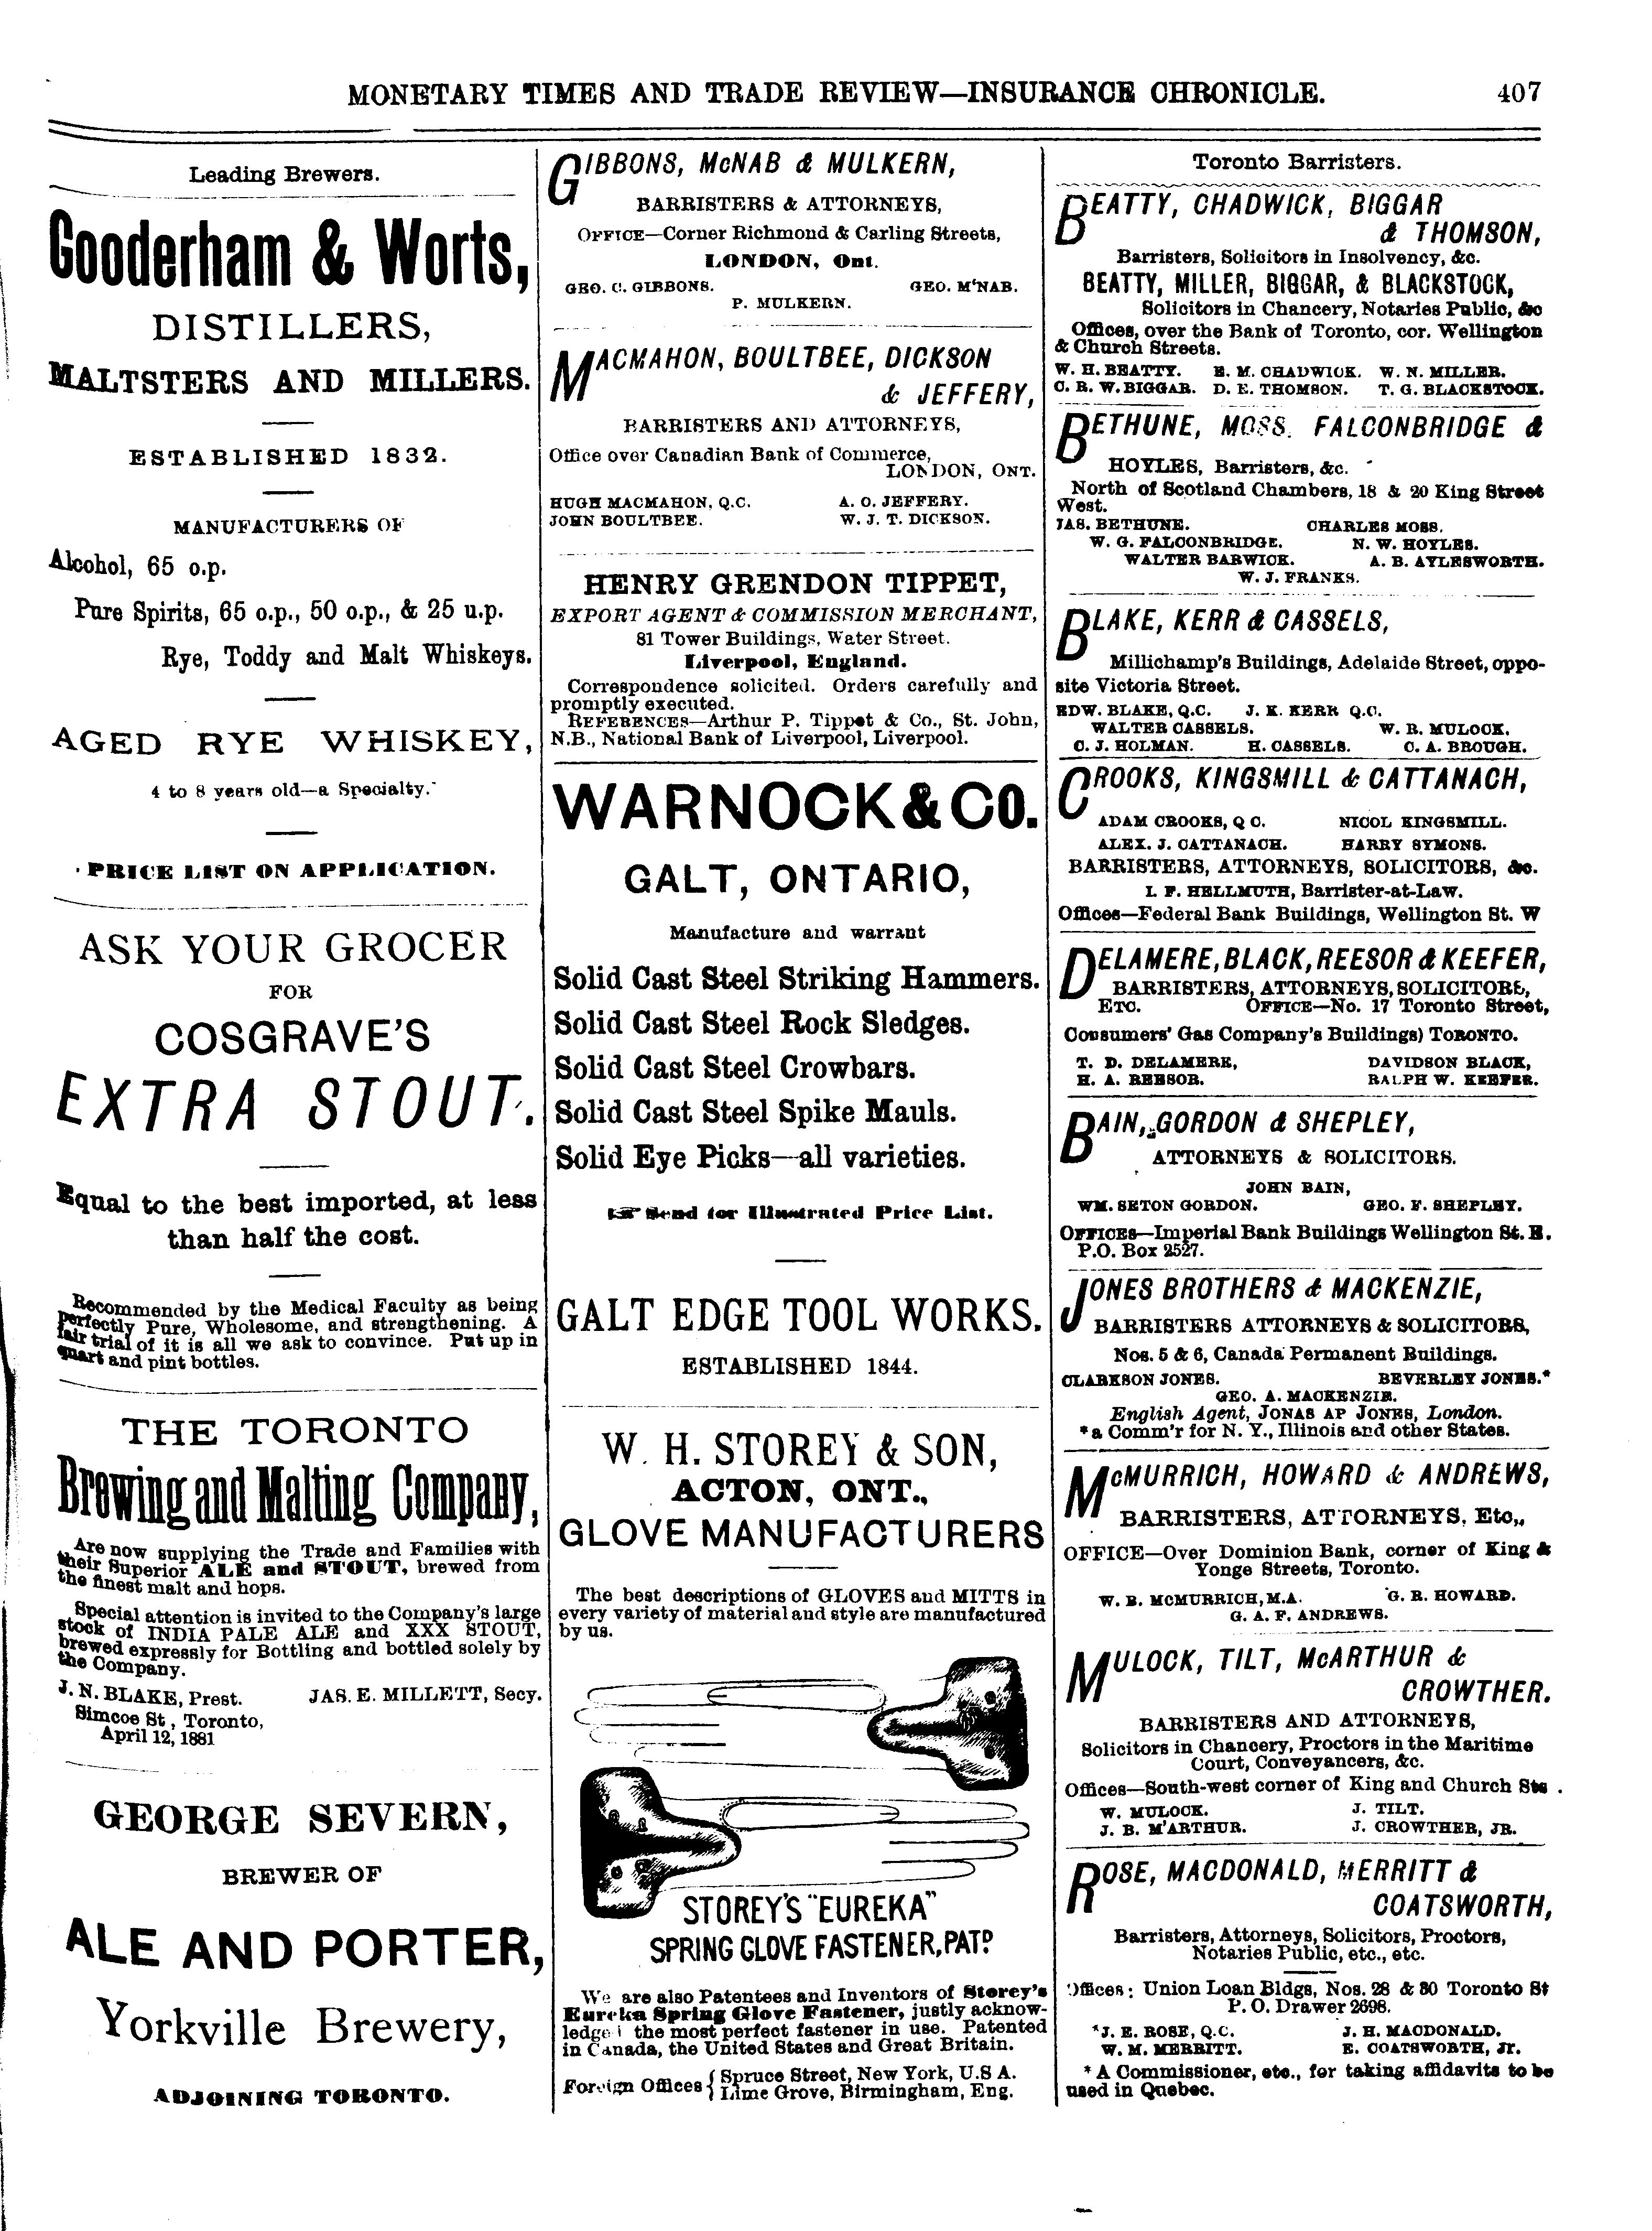 MONETARY TIMES AND TRADE REVIEW—INSURANCE CHRONICLE. 407
Leading Brewers.
Gooderham & Worts,
DISTILLERS,
MALTSTERS AND MILLERS.
ESTABLISHED 1832.
MANUFACTURERS OF
Alcohol, 65 o.p.
Pure Spirits, 65 o.p., 50 o.p., & 25 u.p.
Rye, Toddy and Malt Whiskeys.
AGED RYE WHISKEY,
4 to 8 years old—a Specialty.
PRICE LIST ON APPLICATION.
ASK YOUR GROCER
FOR
COSGRAVE'S
EXTRA STOUT.
Equal to the best imported, at less
than half the cost.
Recommended by the Medical Faculty as being
perfectly Pure, Wholesome, and strengthening. A
fair trial of it is all we ask to convince. Put up in
quart and pint bottles.
THE TORONTO
Brewing and Malting Company,
Are now supplying the Trade and Families with
their Superior ALE and STOUT, brewed from
the finest malt and hops.
Special attention is invited to the Company's large
stock of INDIA PALE ALE and XXX STOUT,
brewed expressly for Bottling and bottled solely by
the Company.
J. N. BLAKE, Prest. JAS. E. MILLETT, Secy.
Simcoe St, Toronto,
April 12, 1881
GEORGE SEVERN,
BREWER OF
ALE AND PORTER,
Yorkville Brewery,
ADJOINING TORONTO.
GIBBONS, McNAB & MULKERN,
BARRISTERS & ATTORNEYS,
OFFICE—Corner Richmond & Carling Streets,
LONDON, Ont.
GEO. C. GIBBONS. GEO. M'NAB.
P. MULKERN.
MACMAHON, BOULTBEE, DICKSON
& JEFFERY,
BARRISTERS AND ATTORNEYS,
Office over Canadian Bank of Commerce,
LONDON, ONT.
HUGH MACMAHON, Q.C. A. O. JEFFERY.
JOHN BOULTBEE. W. J. T. DICKSON.
HENRY GRENDON TIPPET,
EXPORT AGENT & COMMISSION MERCHANT,
81 Tower Buildings, Water Street.
Liverpool, England.
Correspondence solicited. Orders carefully and
promptly executed.
REFERENCES—Arthur P. Tippet & Co., St. John,
N.B., National Bank of Liverpool, Liverpool.
WARNOCK & CO.
GALT, ONTARIO,
Manufacture and warrant
Solid Cast Steel Striking Hammers.
Solid Cast Steel Rock Sledges.
Solid Cast Steel Crowbars.
Solid Cast Steel Spike Mauls.
Solid Eye Picks—all varieties.
☞ Send for Illustrated Price List.
GALT EDGE TOOL WORKS.
ESTABLISHED 1844.
W. H. STOREY & SON,
ACTON, ONT.,
GLOVE MANUFACTURERS
The best descriptions of GLOVES and MITTS in
every variety of material and style are manufactured
by us.
STOREY'S "EUREKA"
SPRING GLOVE FASTENER, PATD
We are also Patentees and Inventors of Storey's
Eureka Spring Glove Fastener, justly acknow-
ledged the most perfect fastener in use. Patented
in Canada, the United States and Great Britain.
Foreign Offices { Spruce Street, New York, U.S A.
Lime Grove, Birmingham, Eng.
Toronto Barristers.
BEATTY, CHADWICK, BIGGAR
& THOMSON,
Barristers, Solicitors in Insolvency, &c.
BEATTY, MILLER, BIGGAR, & BLACKSTOCK,
Solicitors in Chancery, Notaries Public, &c
Offices, over the Bank of Toronto, cor. Wellington
& Church Streets.
W. H. BEATTY. E. M. CHADWICK. W. N. MILLER.
C. R. W. BIGGAR. D. E. THOMSON. T. G. BLACKSTOCK.
BETHUNE, MOSS, FALCONBRIDGE &
HOYLES, Barristers, &c.
North of Scotland Chambers, 18 & 20 King Street
West.
JAS. BETHUNE. CHARLES MOSS.
W. G. FALCONBRIDGE. N. W. HOYLES.
WALTER BARWICK. A. B. AYLESWORTH.
W. J. FRANKS.
BLAKE, KERR & CASSELS,
Millichamp's Buildings, Adelaide Street, oppo-
site Victoria Street.
EDW. BLAKE, Q.C. J. K. KERR Q.C.
WALTER CASSELS. W. R. MULOCK.
C. J. HOLMAN. H. CASSELS. C. A. BROUGH.
CROOKS, KINGSMILL & CATTANACH,
ADAM CROOKS, Q C. NICOL KINGSMILL.
ALEX. J. CATTANACH. HARRY SYMONS.
BARRISTERS, ATTORNEYS, SOLICITORS, &c.
I. F. HELLMUTH, Barrister-at-Law.
Offices—Federal Bank Buildings, Wellington St. W
DELAMERE, BLACK, REESOR & KEEFER,
BARRISTERS, ATTORNEYS, SOLICITORS,
ETC. OFFICE—No. 17 Toronto Street,
Consumers' Gas Company's Buildings) TORONTO.
T. D. DELAMERE, DAVIDSON BLACK,
H. A. REESOR. RALPH W. KEEFER.
BAIN, GORDON & SHEPLEY,
ATTORNEYS & SOLICITORS.
JOHN BAIN,
WM. SETON GORDON. GEO. F. SHEPLEY.
OFFICES—Imperial Bank Buildings Wellington St. E.
P.O. Box 2527.
JONES BROTHERS & MACKENZIE,
BARRISTERS ATTORNEYS & SOLICITORS,
Nos. 5 & 6, Canada Permanent Buildings.
CLARKSON JONES. BEVERLEY JONES.*
GEO. A. MACKENZIE.
English Agent, JONAS AP JONES, London.
*a Comm'r for N. Y., Illinois and other States.
McMURRICH, HOWARD & ANDREWS,
BARRISTERS, ATTORNEYS, Etc,,
OFFICE—Over Dominion Bank, corner of King &
Yonge Streets, Toronto.
W. B. MCMURRICH, M.A. G. R. HOWARD.
G. A. F. ANDREWS.
MULOCK, TILT, McARTHUR &
CROWTHER.
BARRISTERS AND ATTORNEYS,
Solicitors in Chancery, Proctors in the Maritime
Court, Conveyancers, &c.
Offices—South-west corner of King and Church Sts .
W. MULOCK. J. TILT.
J. B. M'ARTHUR. J. CROWTHER, JR.
ROSE, MACDONALD, MERRITT &
COATSWORTH,
Barristers, Attorneys, Solicitors, Proctors,
Notaries Public, etc., etc.
Offices: Union Loan Bldgs, Nos. 28 & 30 Toronto St
P. O. Drawer 2698.
*J. E. ROSE, Q.C. J. H. MACDONALD.
W. M. MERRITT. E. COATSWORTH, Jr.
* A Commissioner, etc., for taking affidavits to be
used in Quebec.